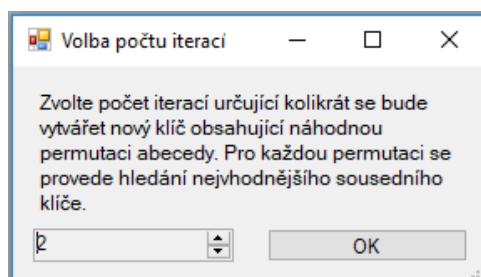 Volba počtu iterací
Zvolte počet iterací určující kolikrát se bude
vytvářet nový klíč obsahující náhodnou
permutaci abecedy. Pro každou permutaci se
provede hledání nejvhodnějšího sousedního
klíče.
2
OK